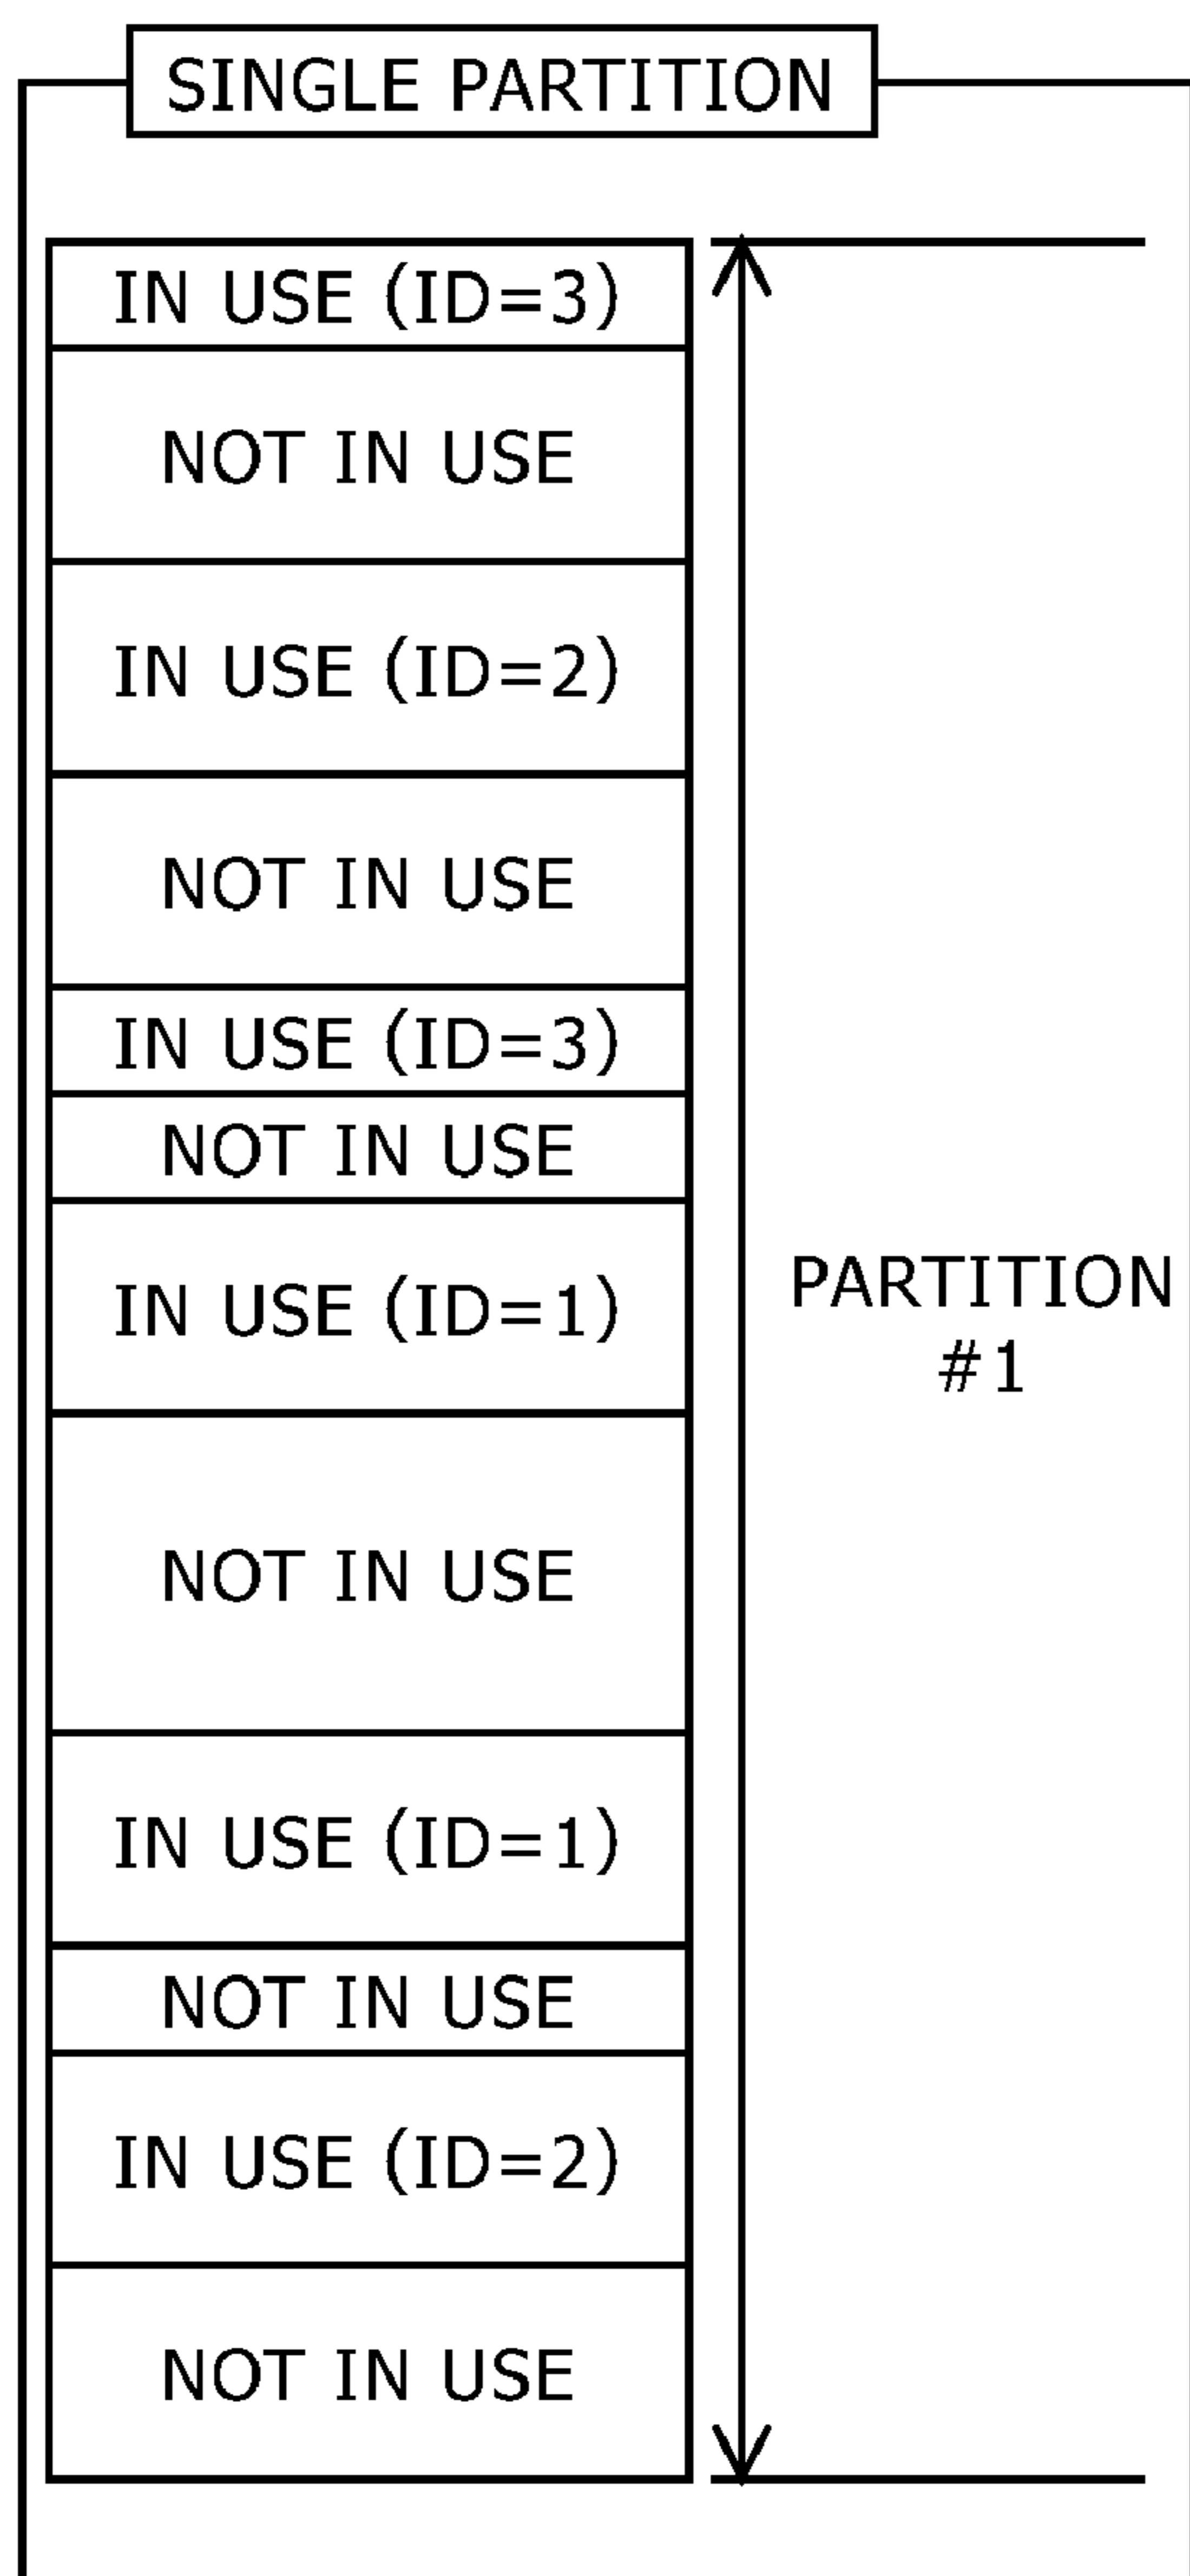 SINGLE PARTITION
IN USE (ID=3)
NOT IN USE
IN USE (ID=2)
NOT IN USE
IN USE (ID=3)
NOT IN USE
IN USE (ID=1)
PARTITION
#1
NOT IN USE
IN USE (ID=1)
NOT IN USE
IN USE (ID=2)
NOT IN USE